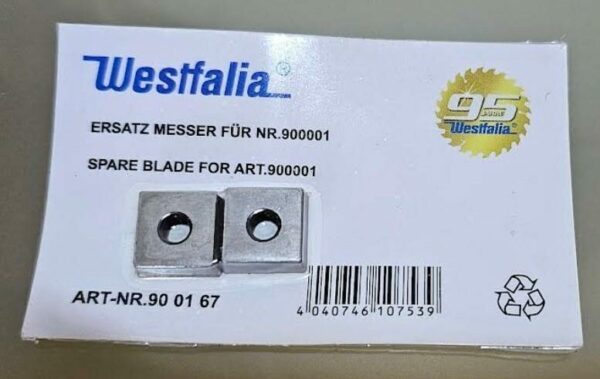 Westfalia®
95
JAHRE
Westfalia®
ERSATZ MESSER FÜR NR.900001
SPARE BLADE FOR ART.900001
ART-NR.90 01 67
4 040746 107539